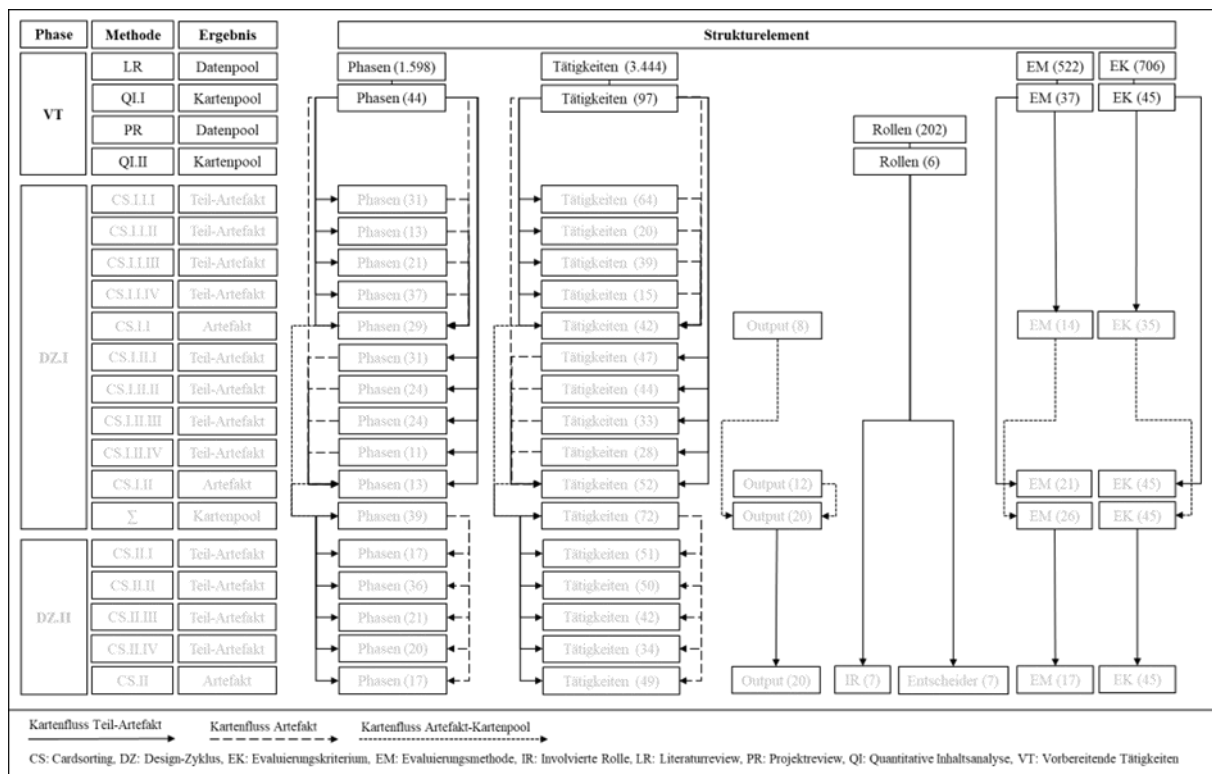 Phase Methode Ergebnis Strukturelement
VT
LR Datenpool Phasen (1.598) Tätigkeiten (3.444) EM (522) EK (706)
QI.I Kartenpool Phasen (44) Tätigkeiten (97) EM (37) EK (45)
PR Datenpool Rollen (202)
QI.II Kartenpool Rollen (6)
DZ.I
CS.I.I.I Teil-Artefakt Phasen (31) Tätigkeiten (64)
CS.I.I.II Teil-Artefakt Phasen (13) Tätigkeiten (20)
CS.I.I.III Teil-Artefakt Phasen (21) Tätigkeiten (39)
CS.I.I.IV Teil-Artefakt Phasen (37) Tätigkeiten (15)
CS.I.I Artefakt Phasen (29) Tätigkeiten (42) Output (8) EM (14) EK (35)
CS.I.II.I Teil-Artefakt Phasen (31) Tätigkeiten (47)
CS.I.II.II Teil-Artefakt Phasen (24) Tätigkeiten (44)
CS.I.II.III Teil-Artefakt Phasen (24) Tätigkeiten (33)
CS.I.II.IV Teil-Artefakt Phasen (11) Tätigkeiten (28)
CS.I.II Artefakt Phasen (13) Tätigkeiten (52) Output (12) EM (21) EK (45)
Σ Kartenpool Phasen (39) Tätigkeiten (72) Output (20) EM (26) EK (45)
DZ.II
CS.II.I Teil-Artefakt Phasen (17) Tätigkeiten (51)
CS.II.II Teil-Artefakt Phasen (36) Tätigkeiten (50)
CS.II.III Teil-Artefakt Phasen (21) Tätigkeiten (42)
CS.II.IV Teil-Artefakt Phasen (20) Tätigkeiten (34)
CS.II Artefakt Phasen (17) Tätigkeiten (49) Output (20) IR (7) Entscheider (7) EM (17) EK (45)
Kartenfluss Teil-Artefakt Kartenfluss Artefakt Kartenfluss Artefakt-Kartenpool
CS: Cardsorting, DZ: Design-Zyklus, EK: Evaluierungskriterium, EM: Evaluierungsmethode, IR: Involvierte Rolle, LR: Literaturreview, PR: Projektreview, QI: Quantitative Inhaltsanalyse, VT: Vorbereitende Tätigkeiten